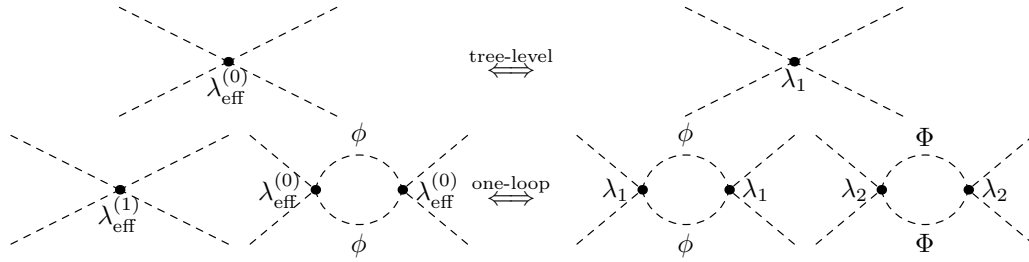 tree-level
λ_eff^(0) ⟺ λ_1
ϕ ϕ Φ
λ_eff^(1) λ_eff^(0) λ_eff^(0) one-loop ⟺ λ_1 λ_1 λ_2 λ_2
ϕ ϕ Φ